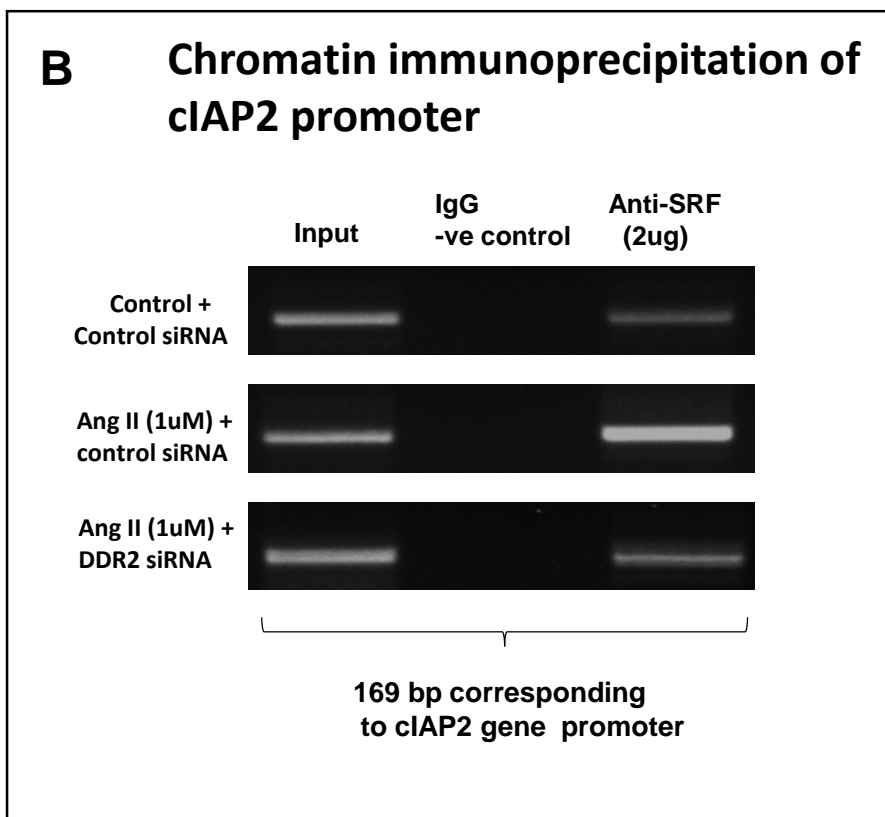 B
Chromatin immunoprecipitation of
cIAP2 promoter
Input
IgG
-ve control
Anti-SRF
(2ug)
Control +
Control siRNA
Ang II (1uM) +
control siRNA
Ang II (1uM) +
DDR2 siRNA
169 bp corresponding
to cIAP2 gene promoter